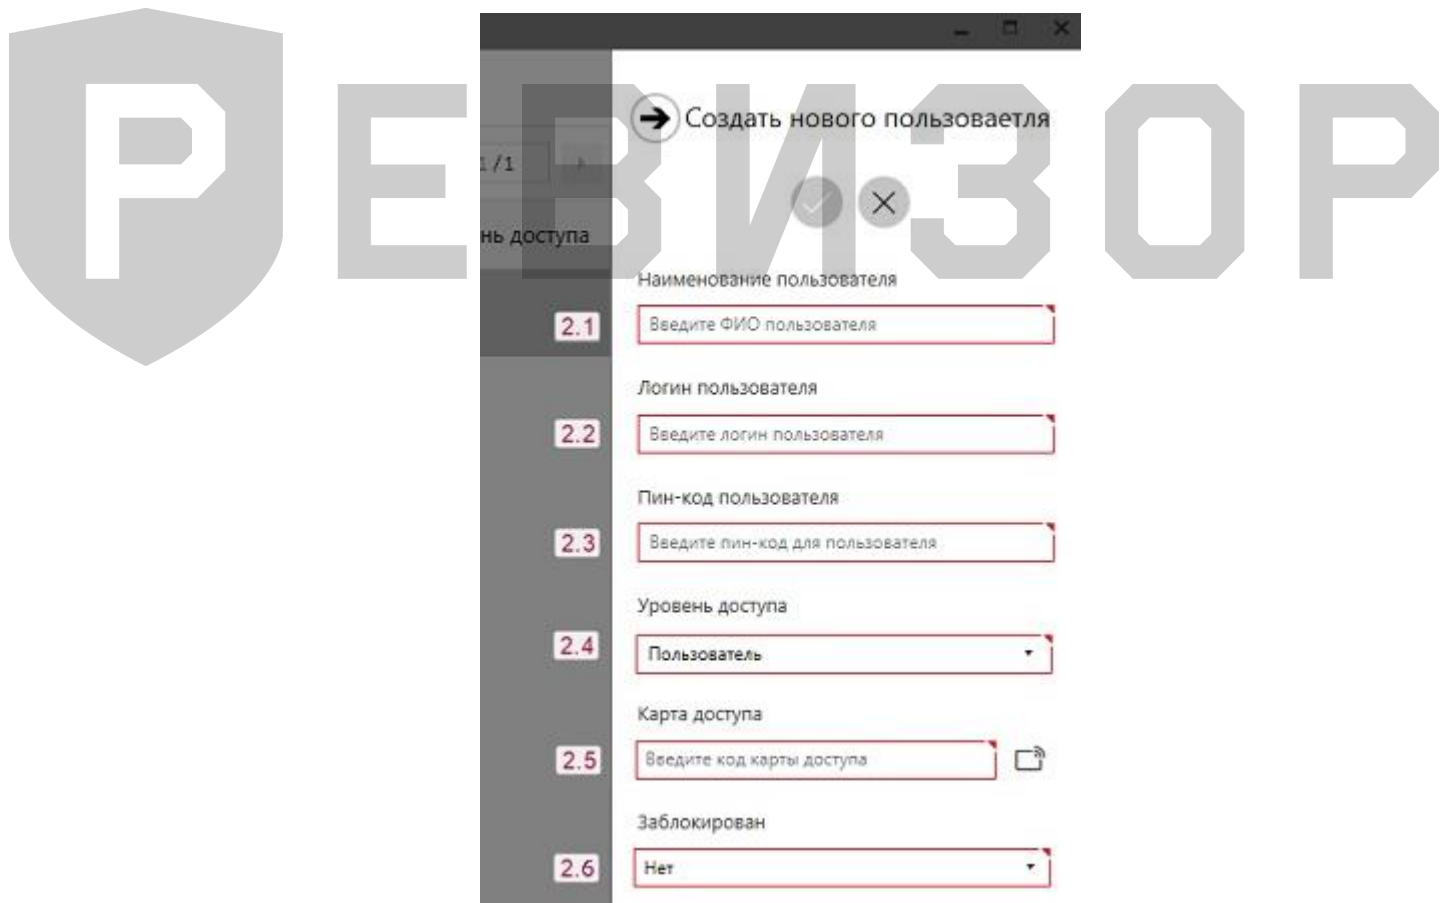 РЕВИЗОР
Создать нового пользоваетля
1 /1
нь доступа
Наименование пользователя
2.1
Введите ФИО пользователя
Логин пользователя
2.2
Введите логин пользователя
Пин-код пользователя
2.3
Введите пин-код для пользователя
Уровень доступа
2.4
Пользователь
Карта доступа
2.5
Введите код карты доступа
Заблокирован
2.6
Нет